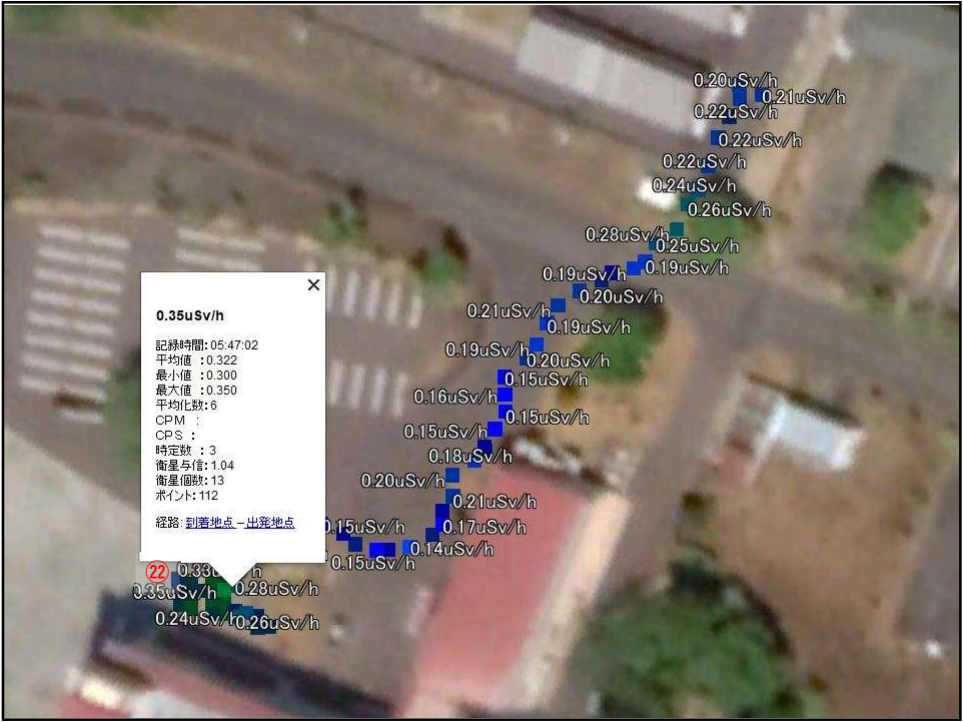 0.20uSv/h
0.21uSv/h
0.22uSv/h
0.22uSv/h
0.22uSv/h
0.24uSv/h
0.26uSv/h
0.28uSv/h
0.25uSv/h
0.19uSv/h
0.19uSv/h
0.20uSv/h
0.21uSv/h
0.19uSv/h
0.19uSv/h
0.20uSv/h
0.15uSv/h
0.16uSv/h
0.15uSv/h
0.15uSv/h
0.18uSv/h
0.20uSv/h
0.21uSv/h
0.15uSv/h
0.17uSv/h
0.14uSv/h
0.15uSv/h
×
0.35uSv/h
記録時間:05:47:02
平均値 :0.322
最小値 :0.300
最大値 :0.350
平均化数:6
CPM :
CPS :
時定数 :3
衛星与信:1.04
衛星個数:13
ポイント:112
経路: 到着地点 – 出発地点
㉒
0.35uSv/h
0.28uSv/h
0.24uSv/h
0.26uSv/h